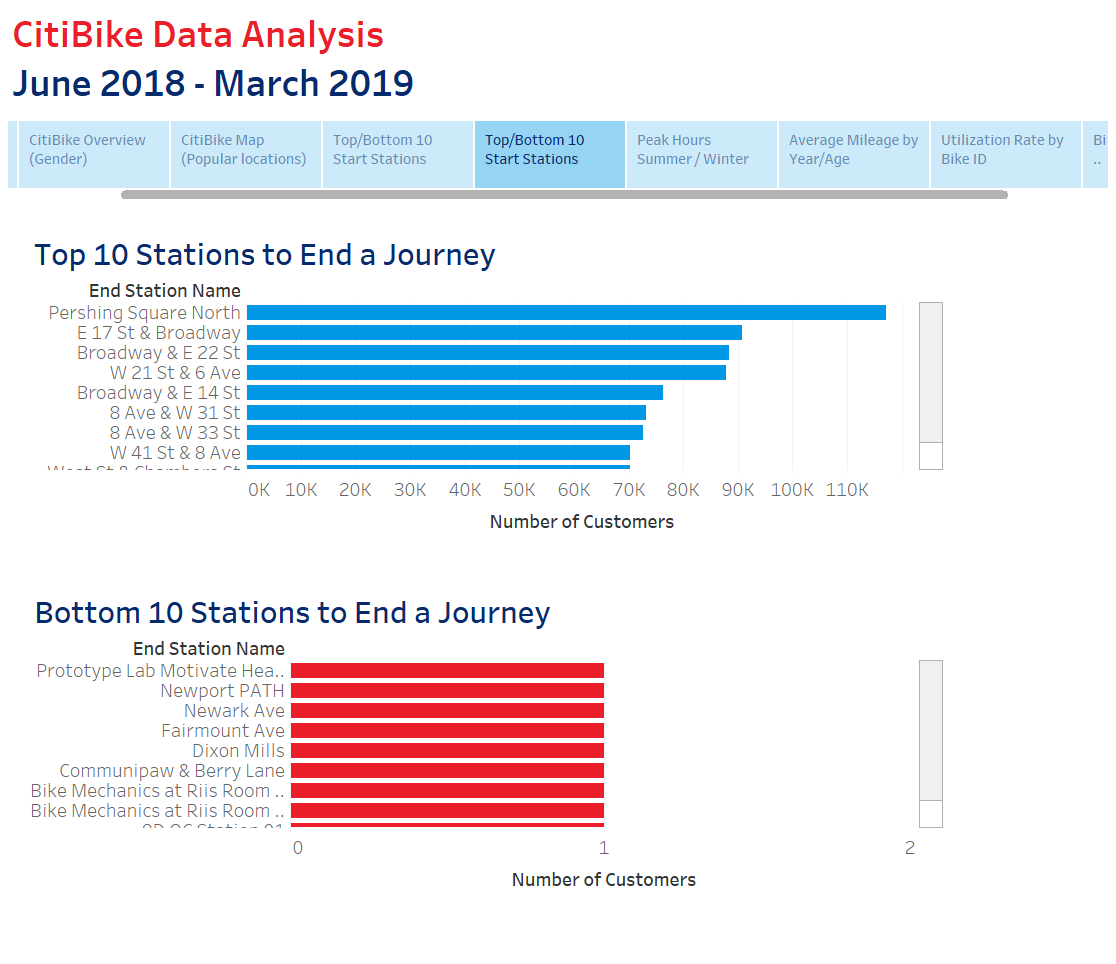 CitiBike Data Analysis
June 2018 - March 2019
CitiBike Overview
(Gender)
CitiBike Map
(Popular locations)
Top/Bottom 10
Start Stations
Top/Bottom 10
Start Stations
Peak Hours
Summer / Winter
Average Mileage by
Year/Age
Utilization Rate by
Bike ID
Bi
..
Top 10 Stations to End a Journey
End Station Name
Pershing Square North
E 17 St & Broadway
Broadway & E 22 St
W 21 St & 6 Ave
Broadway & E 14 St
8 Ave & W 31 St
8 Ave & W 33 St
W 41 St & 8 Ave
West St & Chambers St
0K 10K 20K 30K 40K 50K 60K 70K 80K 90K 100K 110K
Number of Customers
Bottom 10 Stations to End a Journey
End Station Name
Prototype Lab Motivate Hea..
Newport PATH
Newark Ave
Fairmount Ave
Dixon Mills
Communipaw & Berry Lane
Bike Mechanics at Riis Room ..
Bike Mechanics at Riis Room ..
0 1 2
Number of Customers